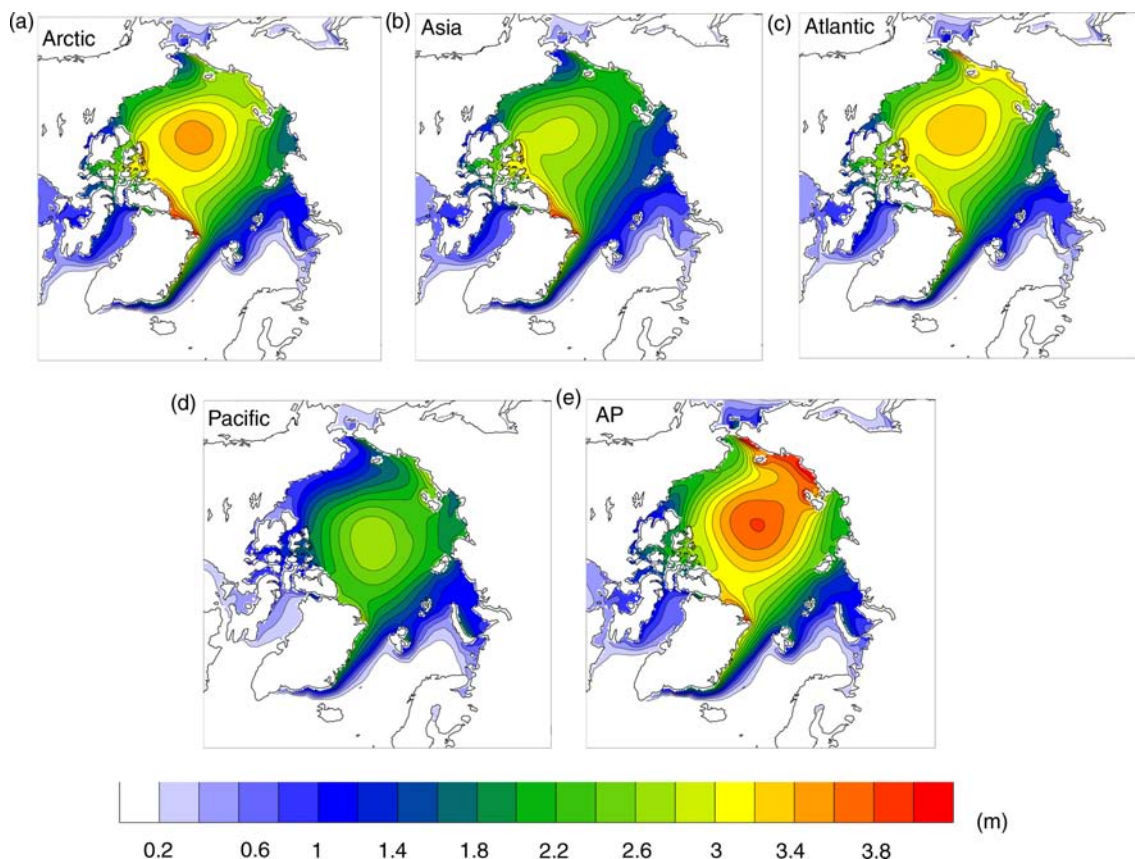 (a) Arctic
(b) Asia
(c) Atlantic
(d) Pacific
(e) AP
0.2 0.6 1 1.4 1.8 2.2 2.6 3 3.4 3.8 (m)